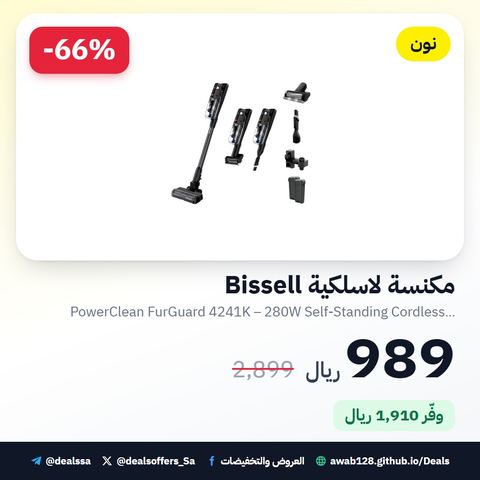 -66%
نون
مكنسة لاسلكية Bissell
PowerClean FurGuard 4241K – 280W Self-Standing Cordless...
989 ريال 2,899
وفّر 1,910 ريال
@dealssa @dealsoffers_Sa العروض والتخفيضات awab128.github.io/Deals